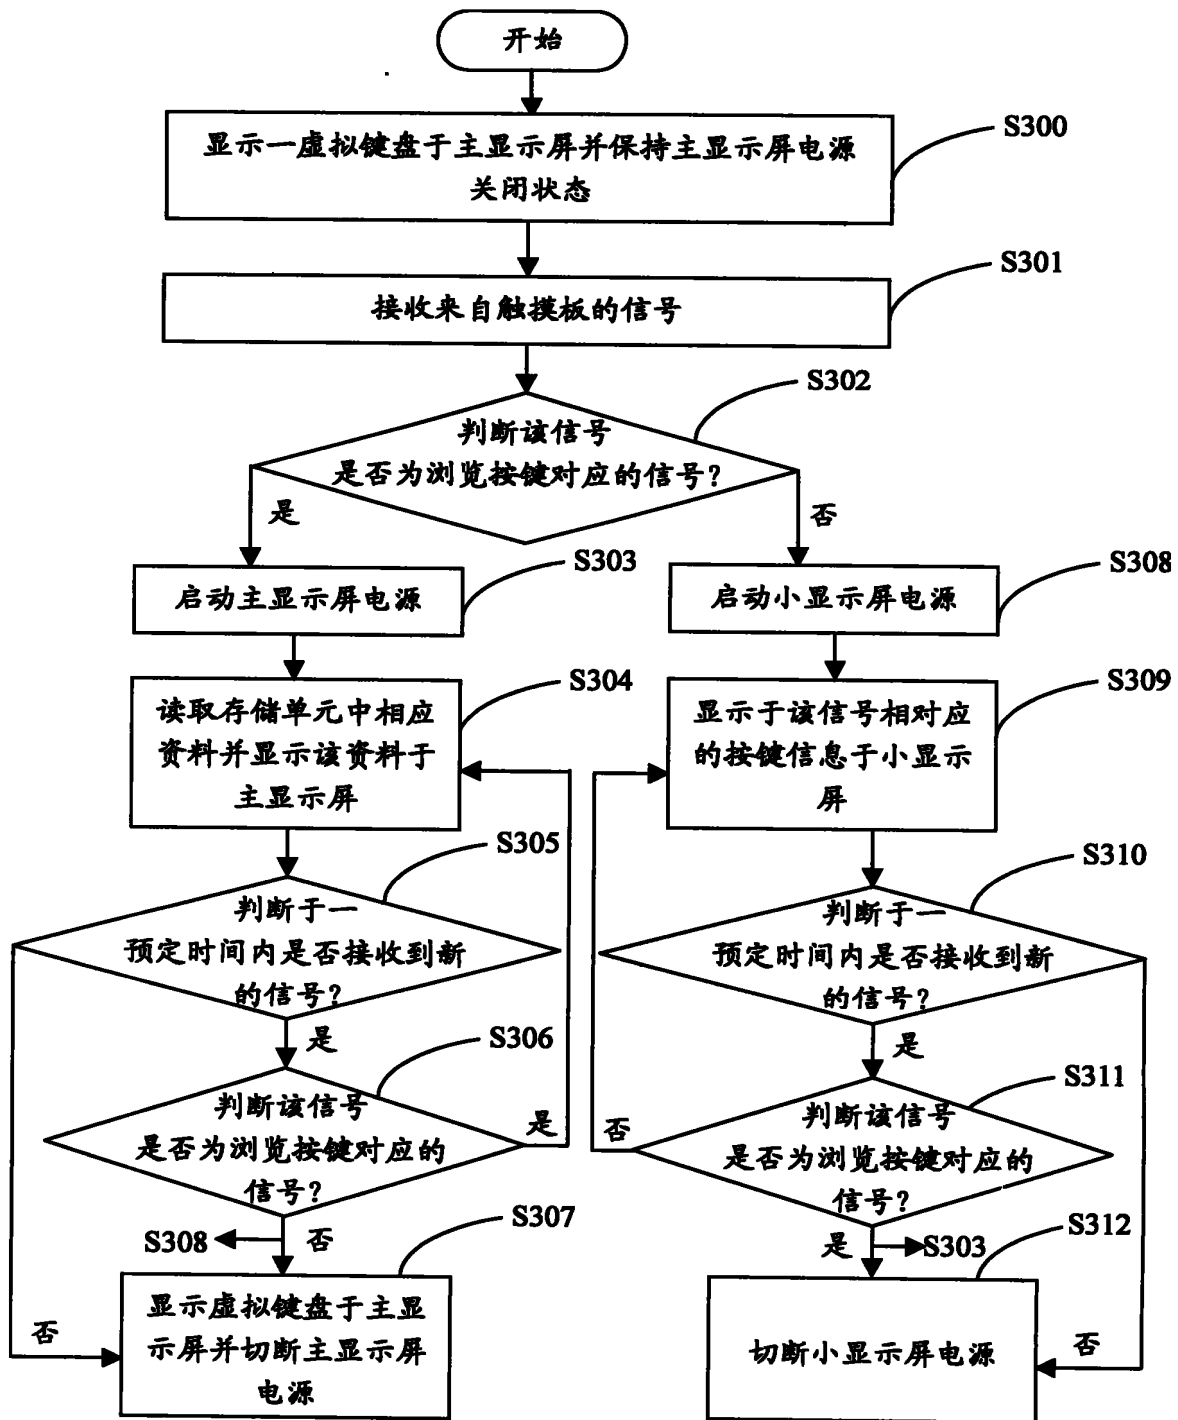 开始
显示一虚拟键盘于主显示屏并保持主显示屏电源
关闭状态
S300
接收来自触摸板的信号
S301
判断该信号
是否为浏览按键对应的信号?
S302
是
否
启动主显示屏电源
S303
启动小显示屏电源
S308
读取存储单元中相应
资料并显示该资料于
主显示屏
S304
显示于该信号相对应
的按键信息于小显示
屏
S309
判断于一
预定时间内是否接收到新
的信号?
S305
判断于一
预定时间内是否接收到新
的信号?
S310
是
是
判断该信号
是否为浏览按键对应的
信号?
S306
是
否
判断该信号
是否为浏览按键对应的
信号?
S311
S308
否
S307
是
S303
S312
显示虚拟键盘于主显
示屏并切断主显示屏
电源
否
切断小显示屏电源
否